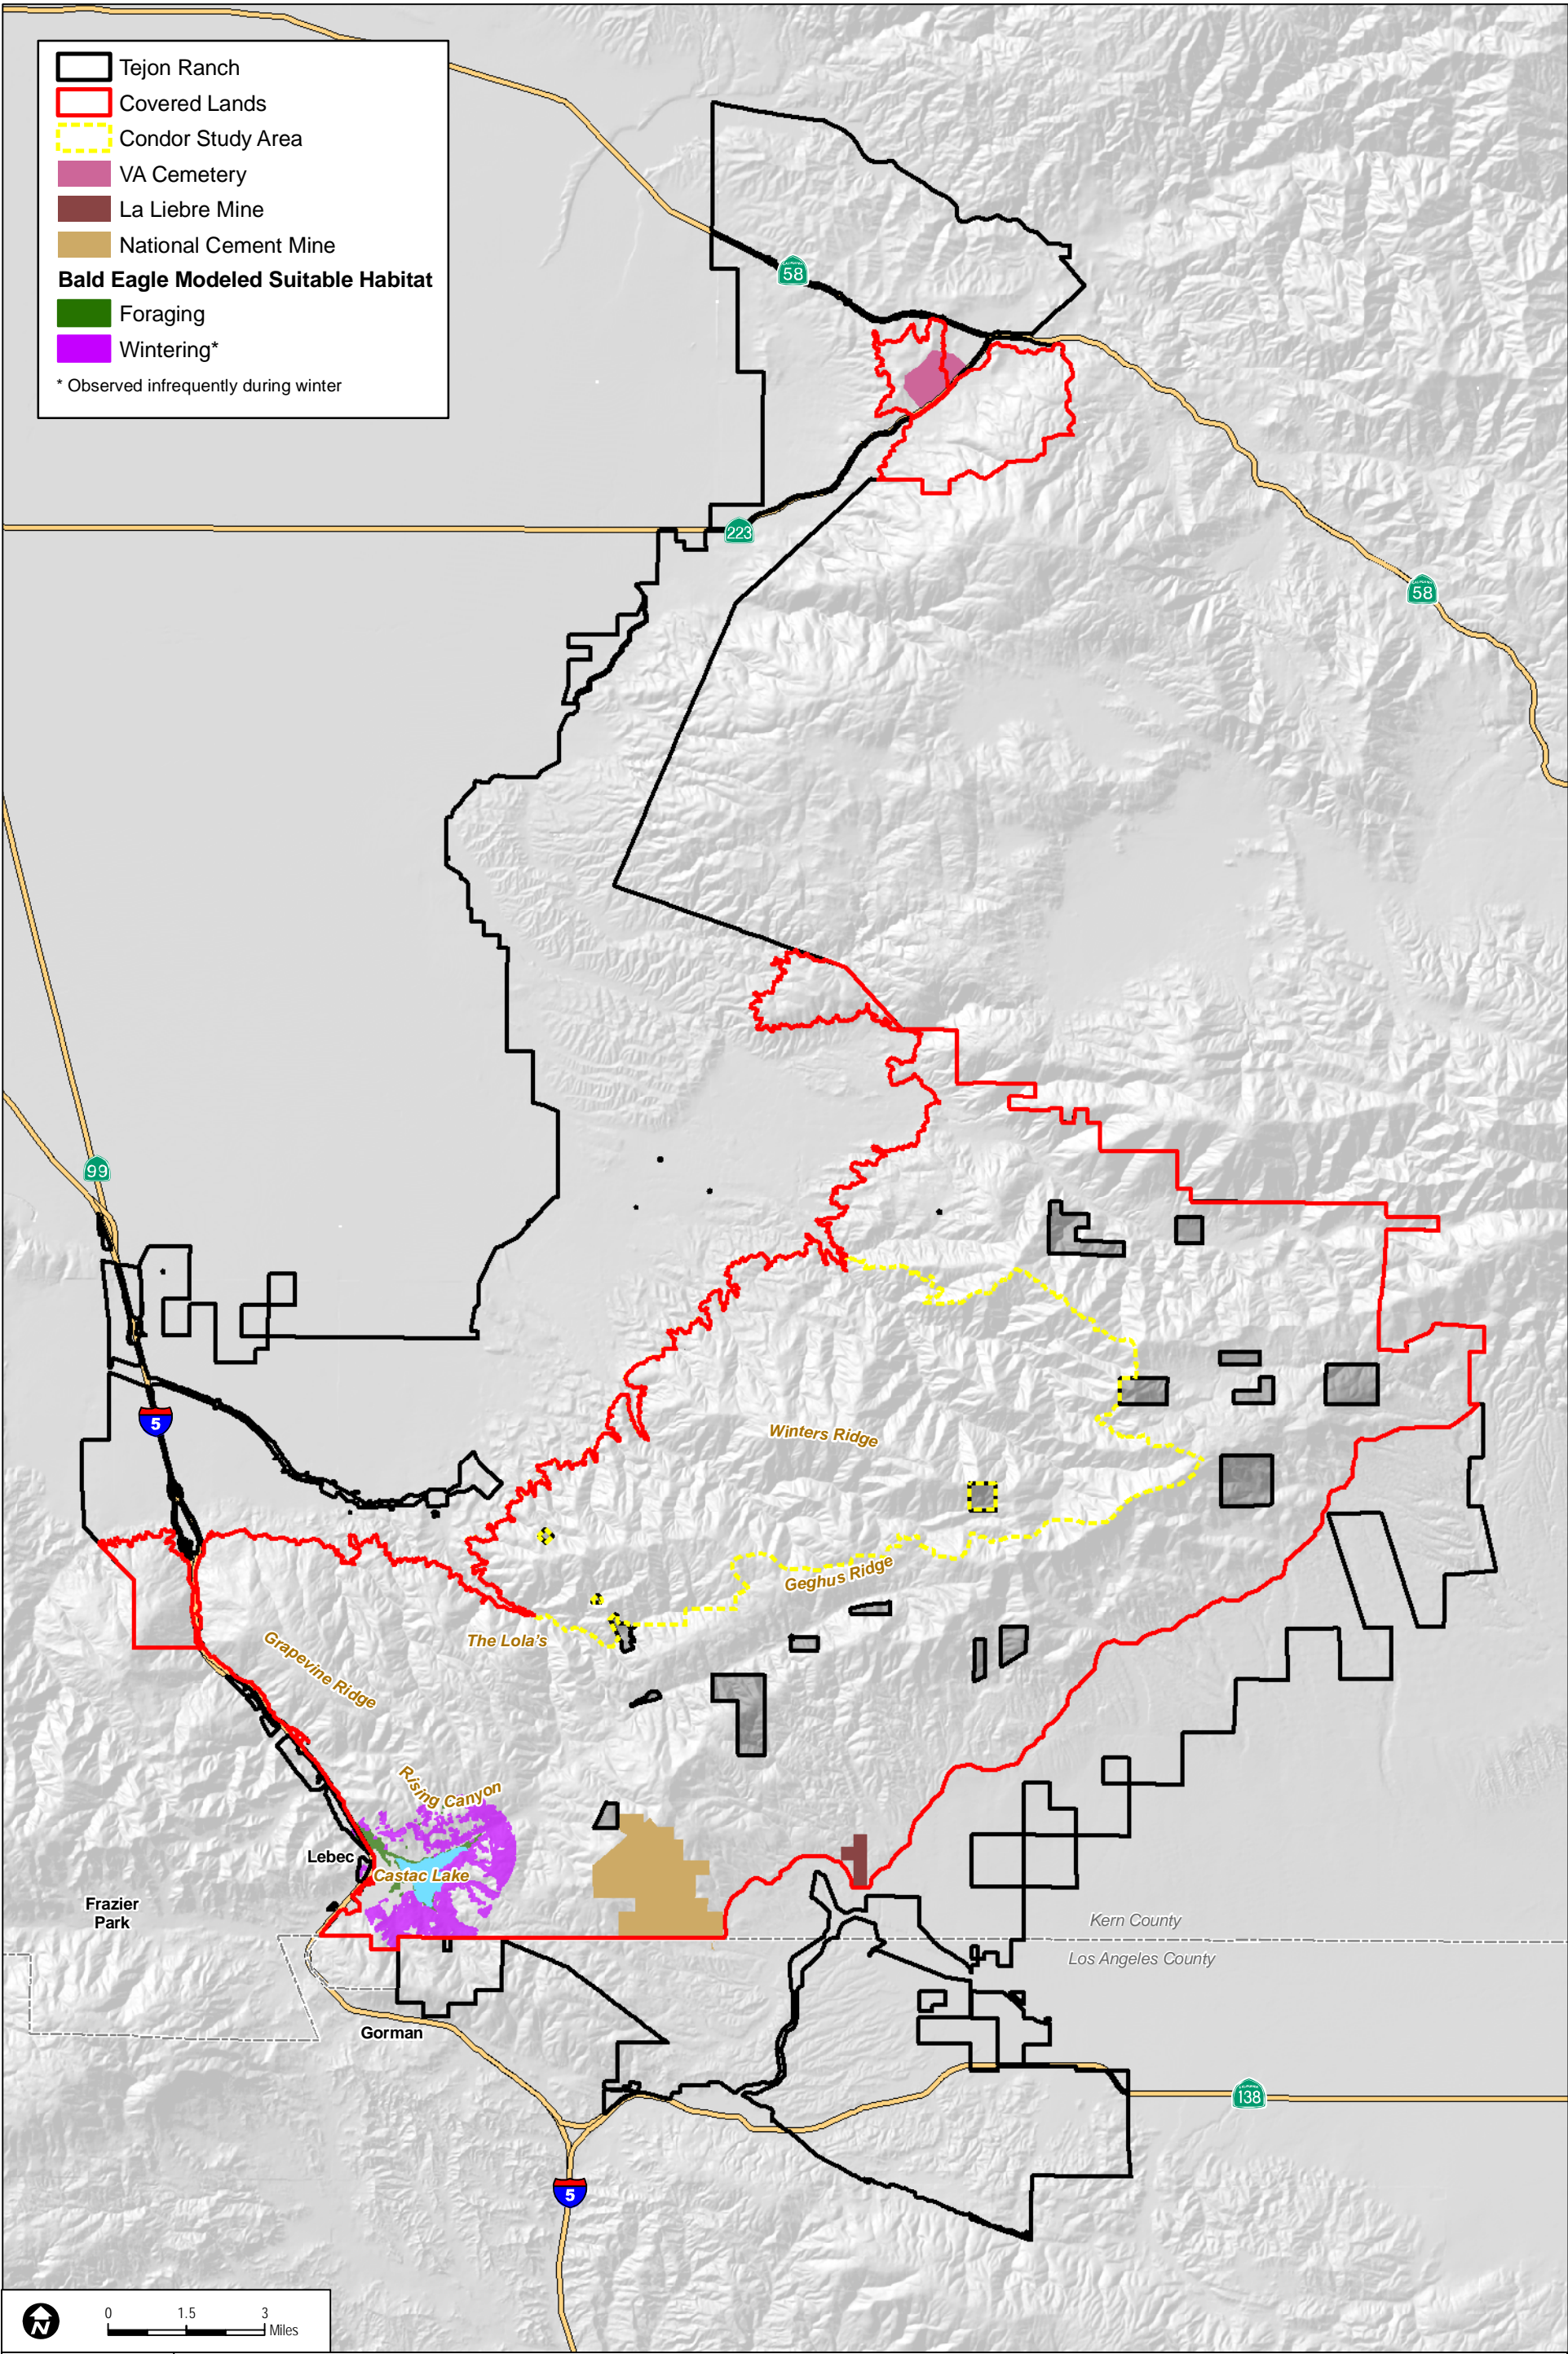 Tejon Ranch
Covered Lands
Condor Study Area
VA Cemetery
La Liebre Mine
National Cement Mine
Bald Eagle Modeled Suitable Habitat
Foraging
Wintering*
* Observed infrequently during winter
58
223
58
99
5
Winters Ridge
Geghus Ridge
The Lola's
Grapevine Ridge
Rising Canyon
Lebec
Castac Lake
Frazier
Park
Kern County
Los Angeles County
Gorman
138
5
N
0 1.5 3
Miles